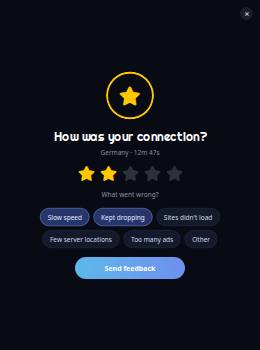 How was your connection?
Germany · 12m 47s
What went wrong?
Slow speed Kept dropping Sites didn't load
Few server locations Too many ads Other
Send feedback